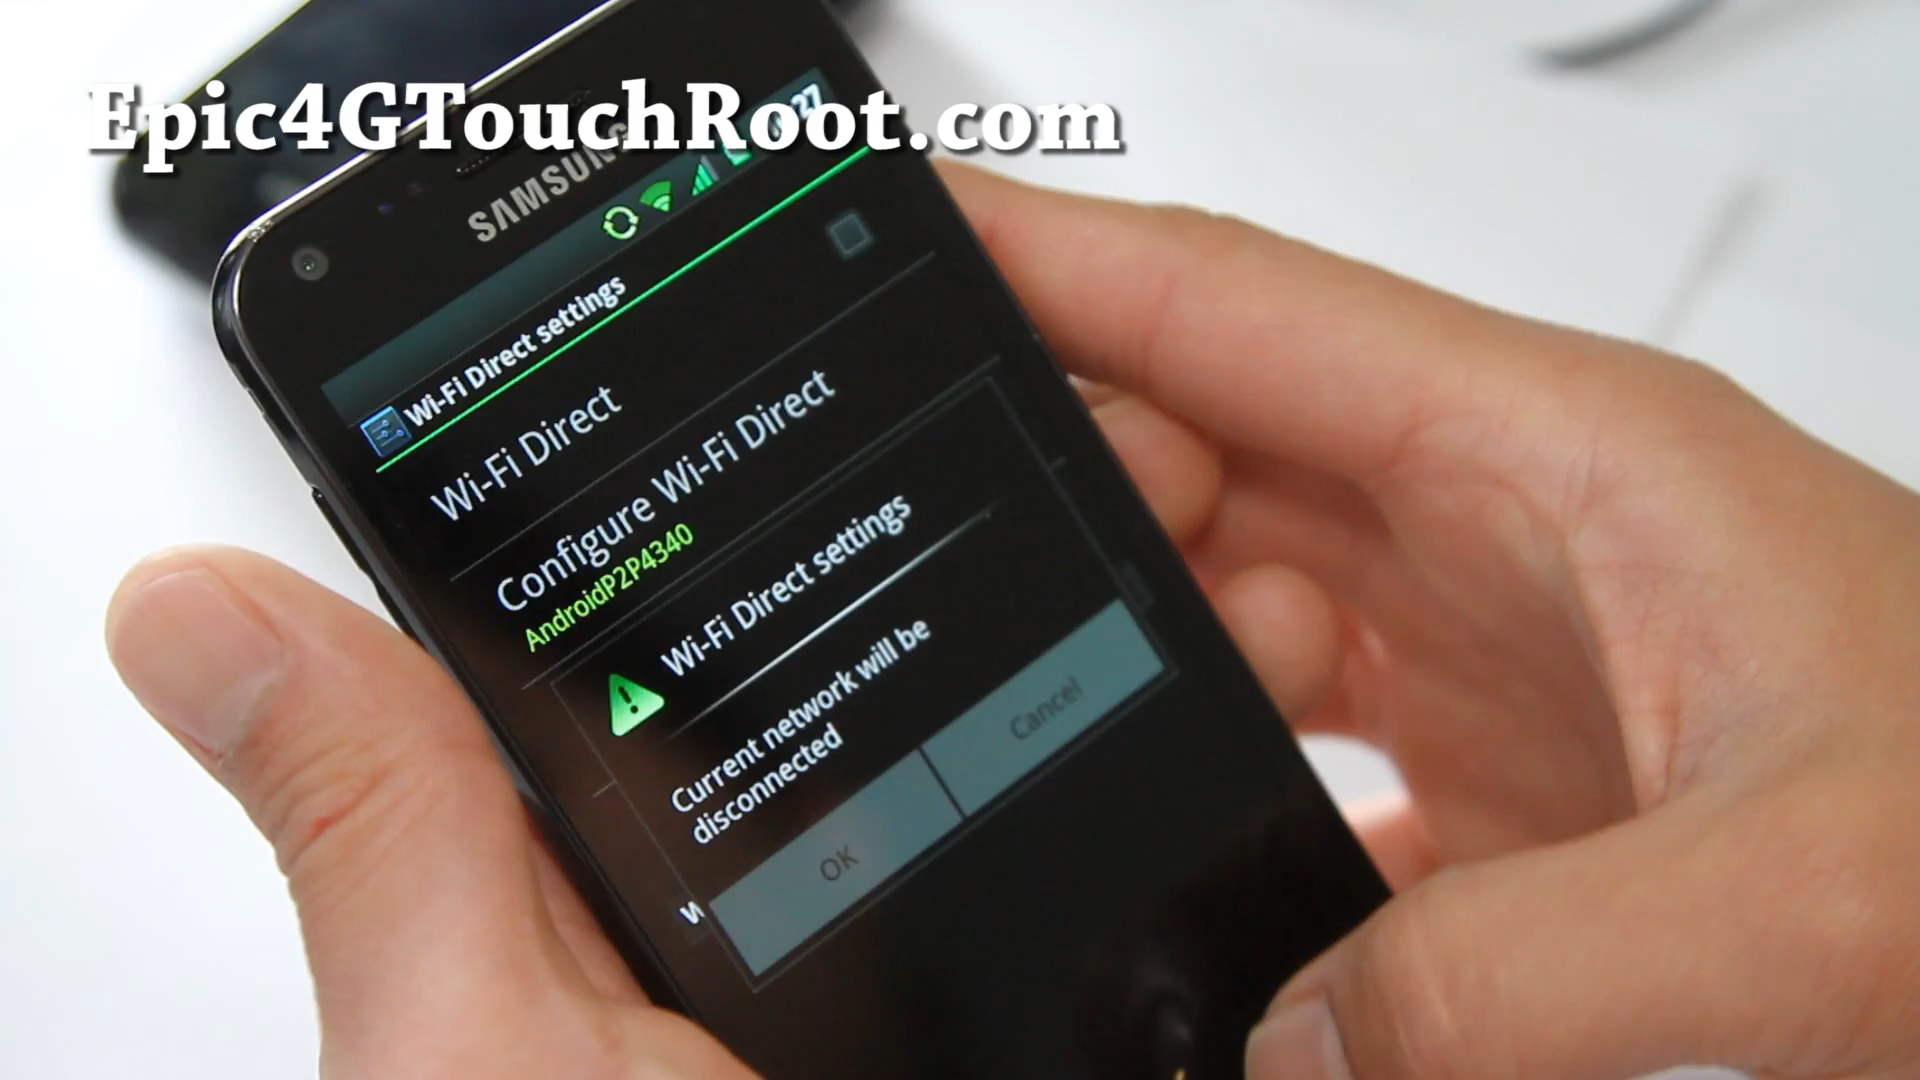 Epic4GTouchRoot.com
SAMSUNG
Wi-Fi Direct settings
Wi-Fi Direct
Configure Wi-Fi Direct
AndroidP2P4340
Wi-Fi Direct settings
Current network will be
disconnected
OK
Cancel